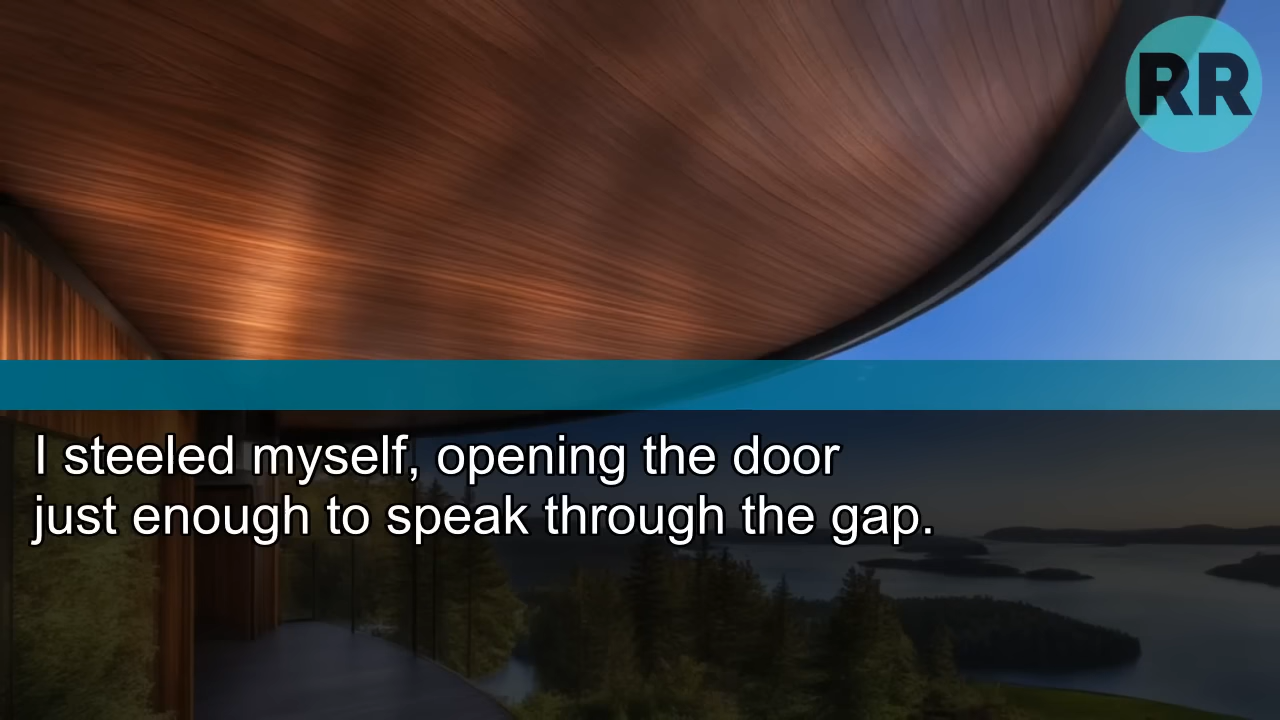 RR
I steeled myself, opening the door
just enough to speak through the gap.